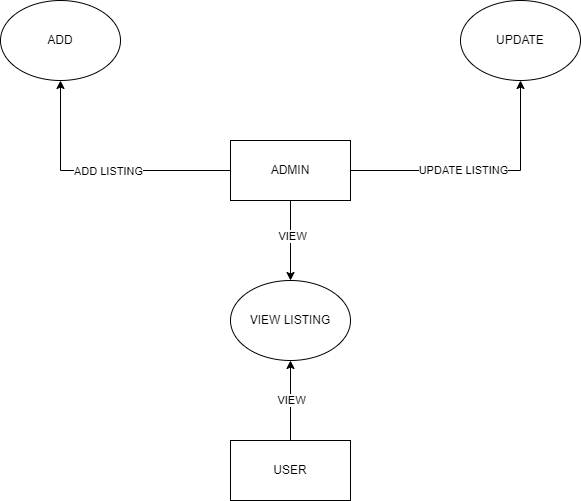 ADD
UPDATE
ADD LISTING
ADMIN
UPDATE LISTING
VIEW
VIEW LISTING
VIEW
USER